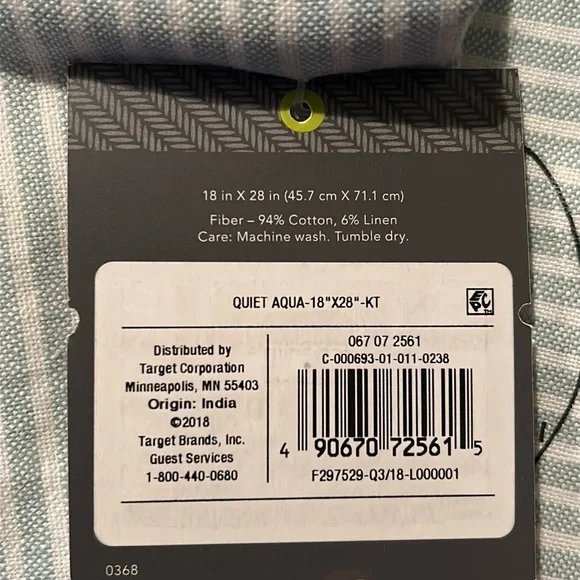 18 in X 28 in (45.7 cm X 71.1 cm)
Fiber – 94% Cotton, 6% Linen
Care: Machine wash. Tumble dry.
QUIET AQUA-18"X28"-KT
EPC™
Distributed by
Target Corporation
Minneapolis, MN 55403
Origin: India
©2018
Target Brands, Inc.
Guest Services
1-800-440-0680
067 07 2561
C-000693-01-011-0238
4 90670 72561 5
F297529-Q3/18-L000001
0368